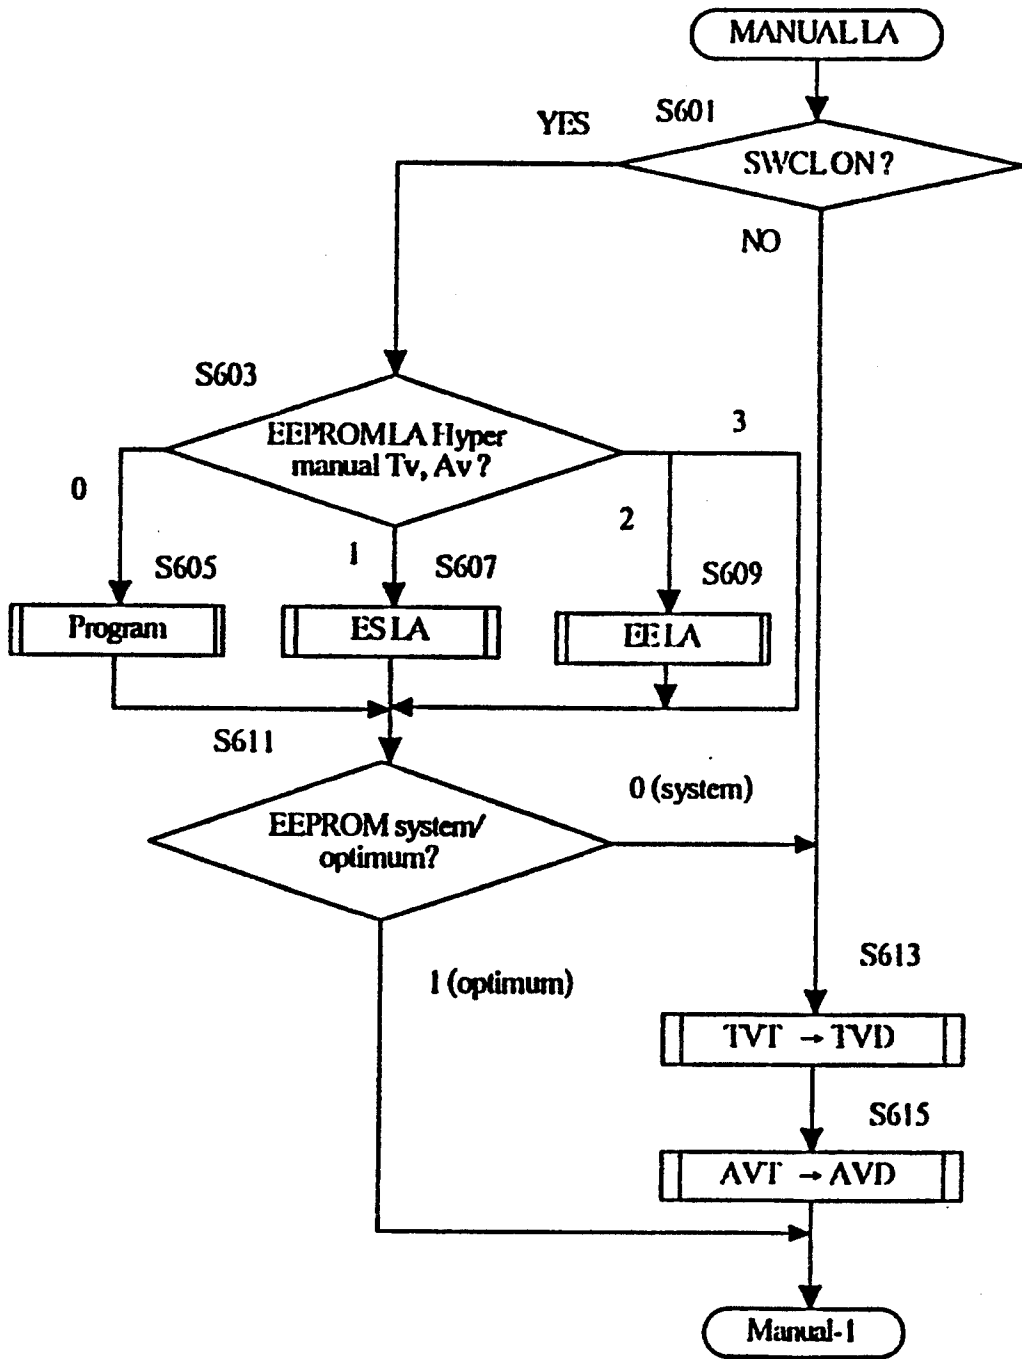 MANUAL LA
S601
YES
SWCL ON?
NO
S603
EEPROM LA Hyper
manual Tv, Av?
3
0
1
2
S605
S607
S609
Program
ES LA
EE LA
S611
0 (system)
EEPROM system/
optimum?
1 (optimum)
S613
TVT → TVD
S615
AVT → AVD
Manual-1